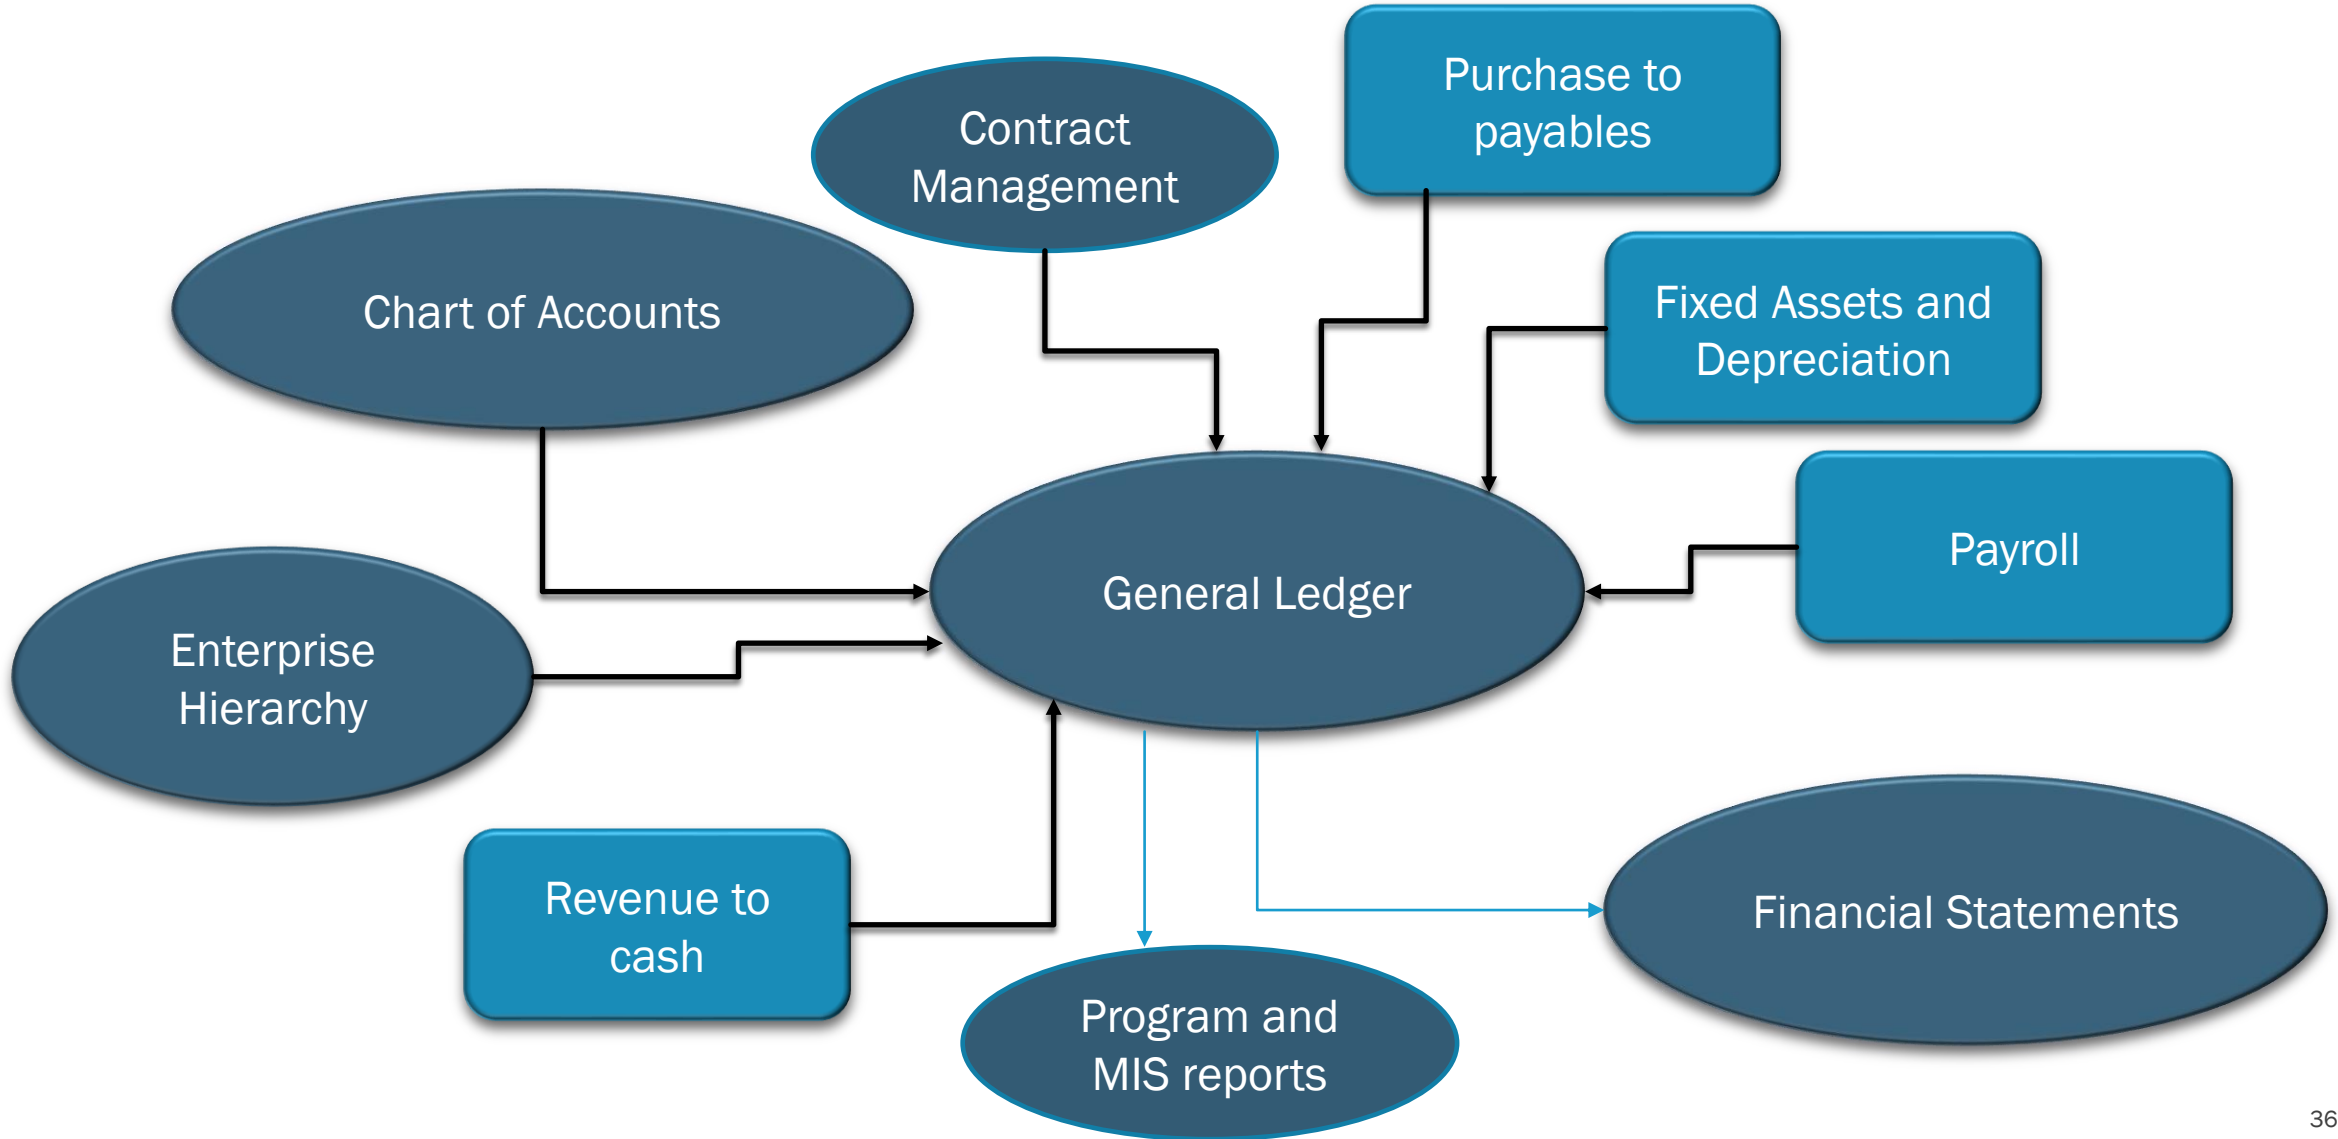 Purchase to
payables
Contract
Management
Chart of Accounts
Fixed Assets and
Depreciation
Payroll
General Ledger
Enterprise
Hierarchy
Revenue to
cash
Financial Statements
Program and
MIS reports
36